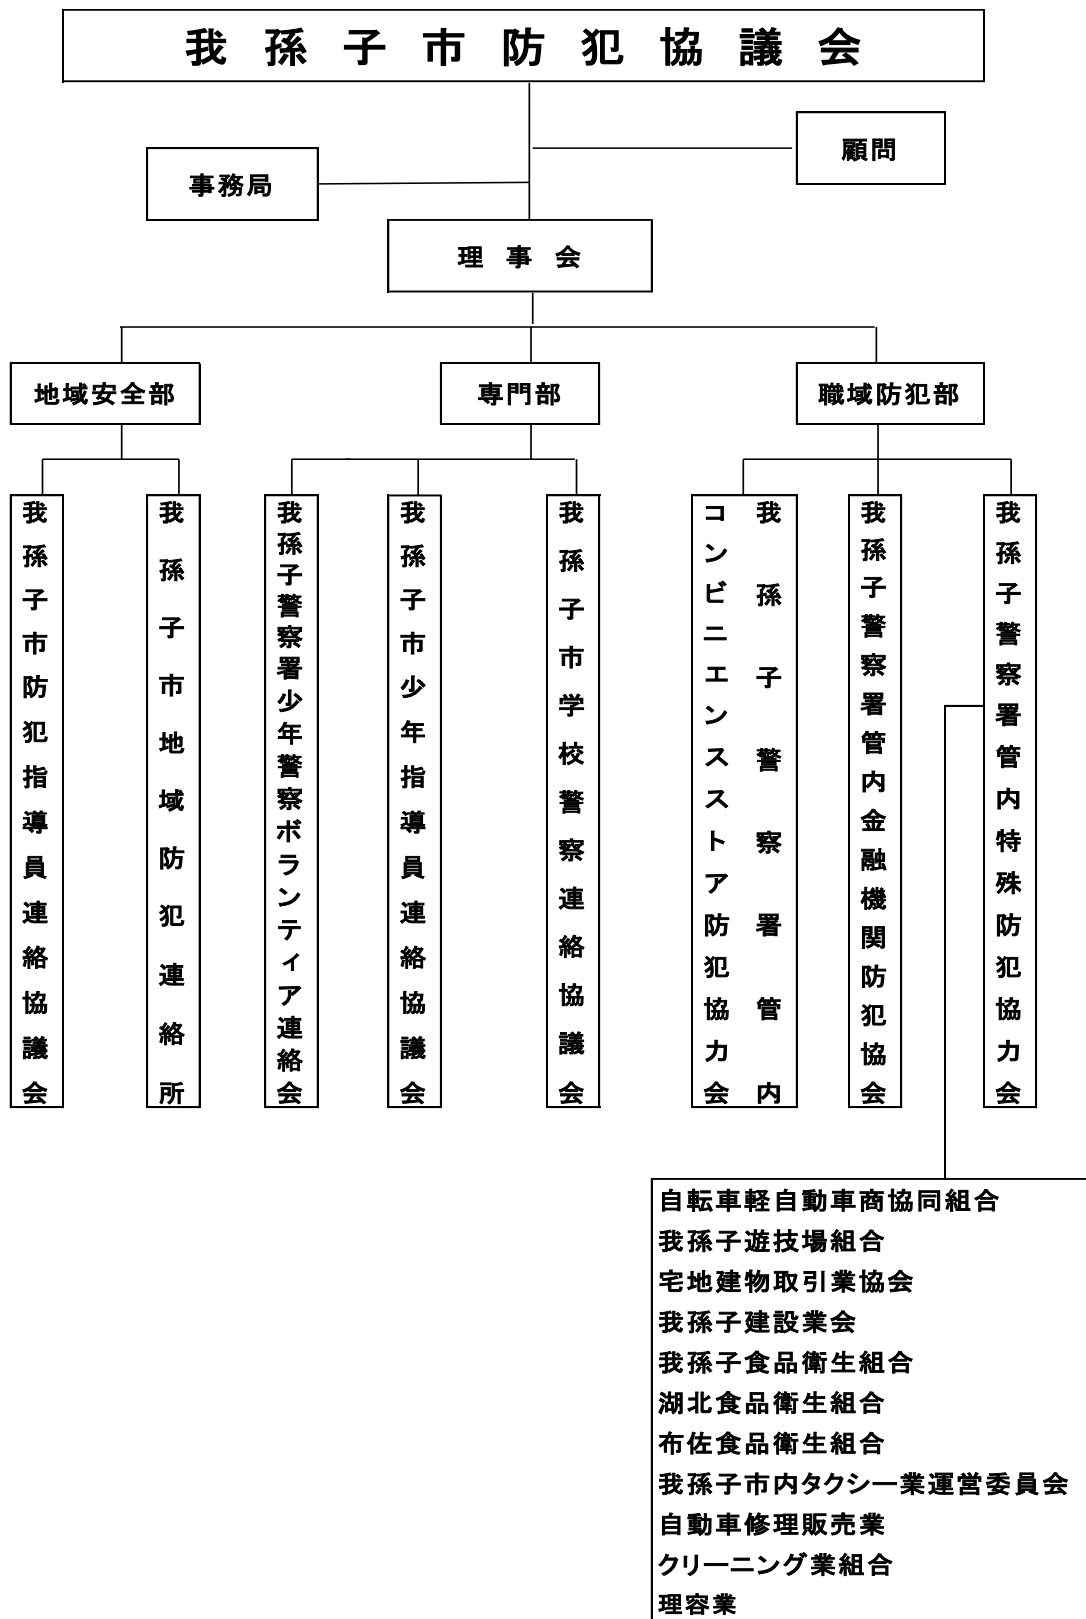 我孫子市防犯協議会
顧問
事務局
理事会
地域安全部
専門部
職域防犯部
我孫子市防犯指導員連絡協議会
我孫子市地域防犯連絡所
我孫子警察署少年警察ボランティア連絡会
我孫子市少年指導員連絡協議会
我孫子市学校警察連絡協議会
我孫子警察署管内
コンビニエンスストア防犯協力会
我孫子警察署管内金融機関防犯協会
我孫子警察署管内特殊防犯協力会
自転車軽自動車商協同組合
我孫子遊技場組合
宅地建物取引業協会
我孫子建設業会
我孫子食品衛生組合
湖北食品衛生組合
布佐食品衛生組合
我孫子市内タクシー業運営委員会
自動車修理販売業
クリーニング業組合
理容業